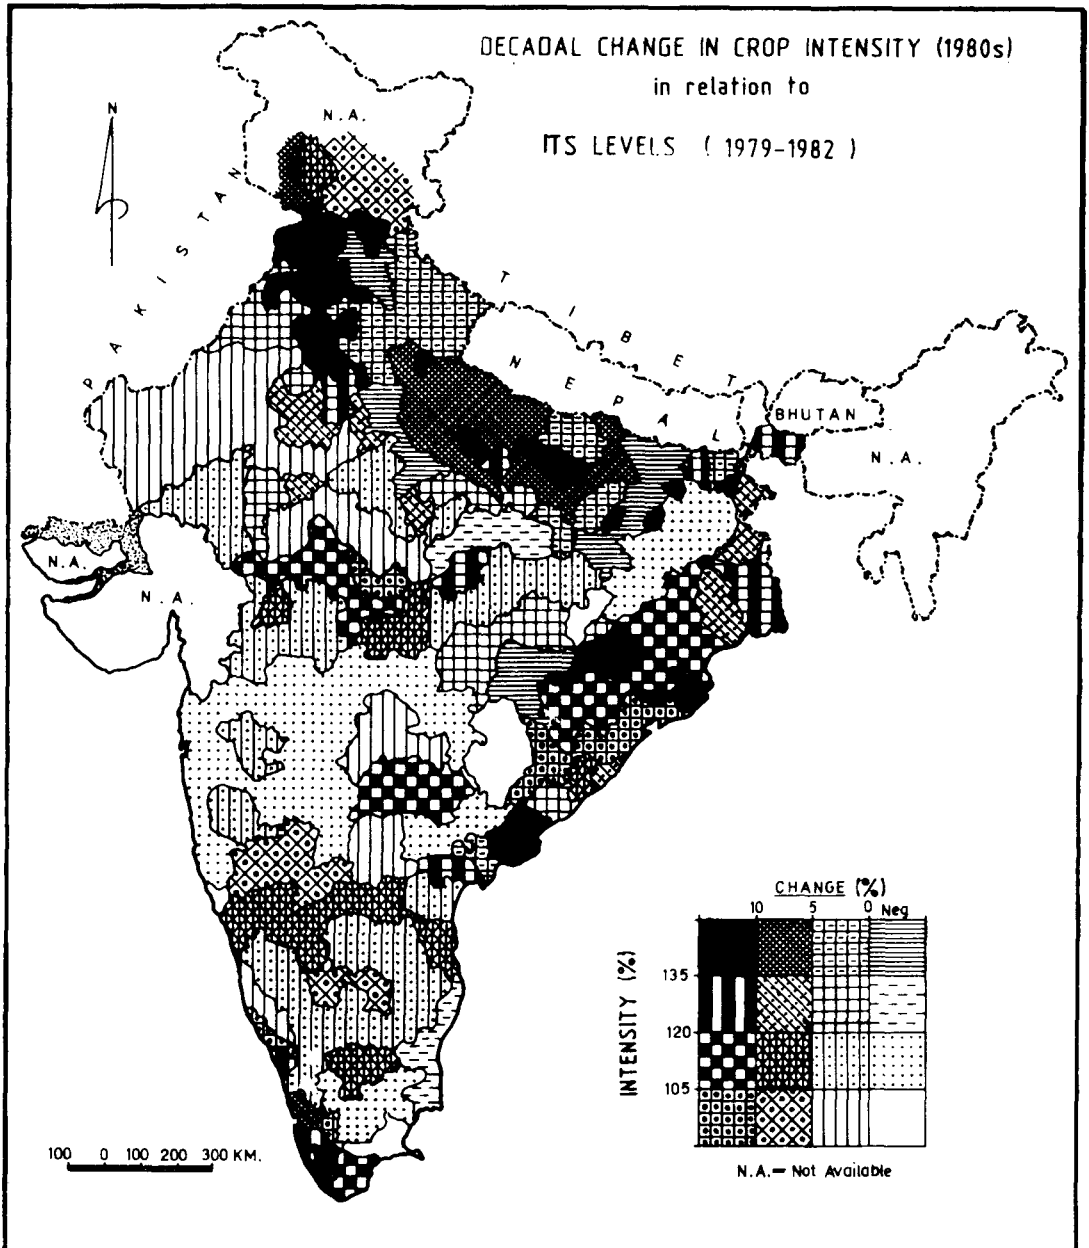 DECADAL CHANGE IN CROP INTENSITY (1980s)
in relation to
ITS LEVELS ( 1979-1982 )
N
N.A.
PAKISTAN
TIBET
NEPAL
BHUTAN
N.A.
N.A.
N.A.
CHANGE (%)
10 5 0 Neg
INTENSITY (%)
135
120
105
100 0 100 200 300 KM.
N.A.— Not Available